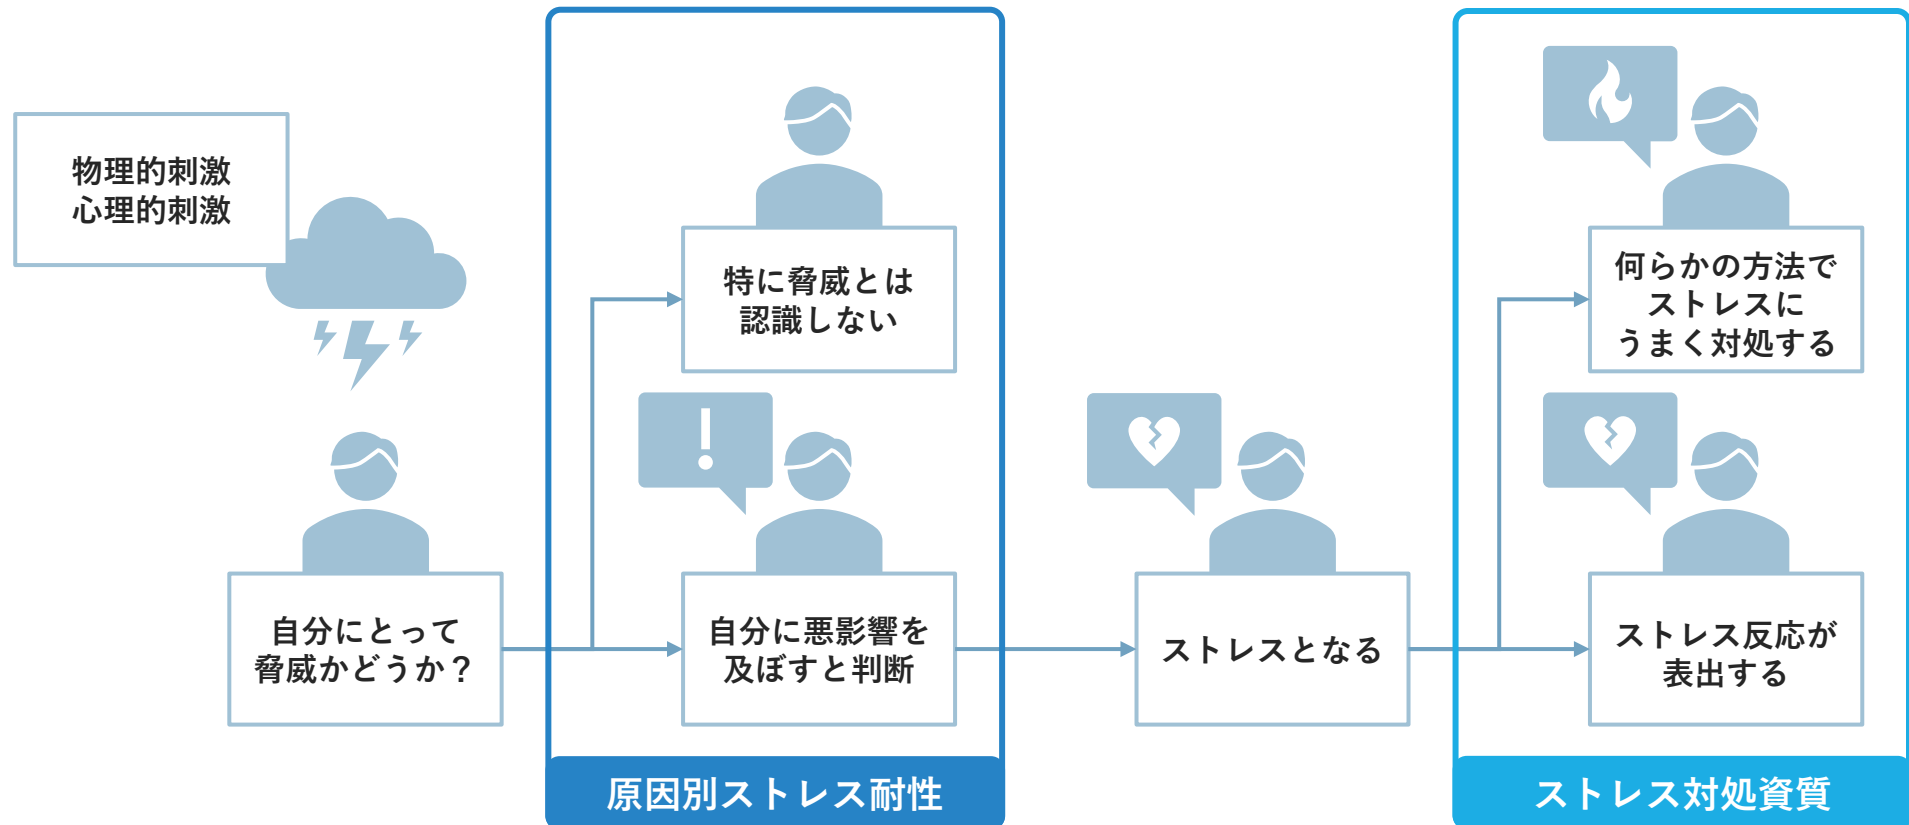 物理的刺激
心理的刺激
自分にとって
脅威かどうか？
特に脅威とは
認識しない
自分に悪影響を
及ぼすと判断
原因別ストレス耐性
ストレスとなる
何らかの方法で
ストレスに
うまく対処する
ストレス反応が
表出する
ストレス対処資質